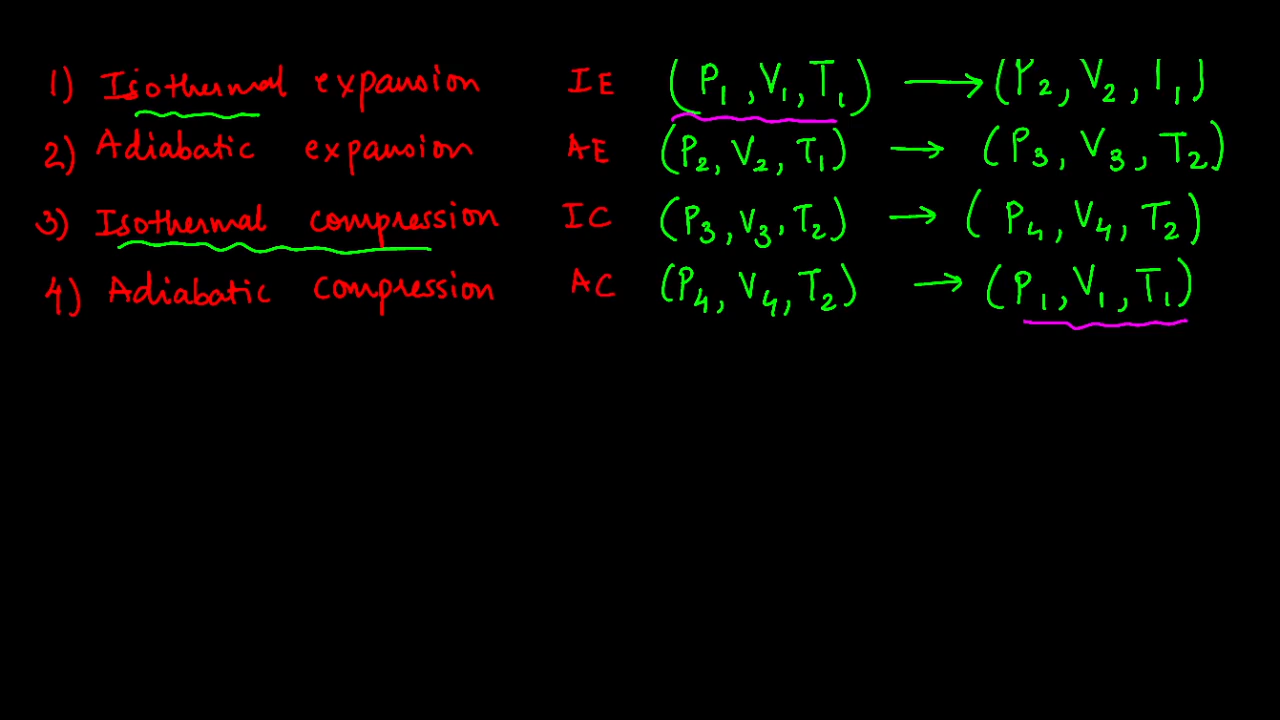 1) Isothermal expansion IE (P₁, V₁, T₁) → (P₂, V₂, T₁)
2) Adiabatic expansion AE (P₂, V₂, T₁) → (P₃, V₃, T₂)
3) Isothermal compression IC (P₃, V₃, T₂) → (P₄, V₄, T₂)
4) Adiabatic compression AC (P₄, V₄, T₂) → (P₁, V₁, T₁)